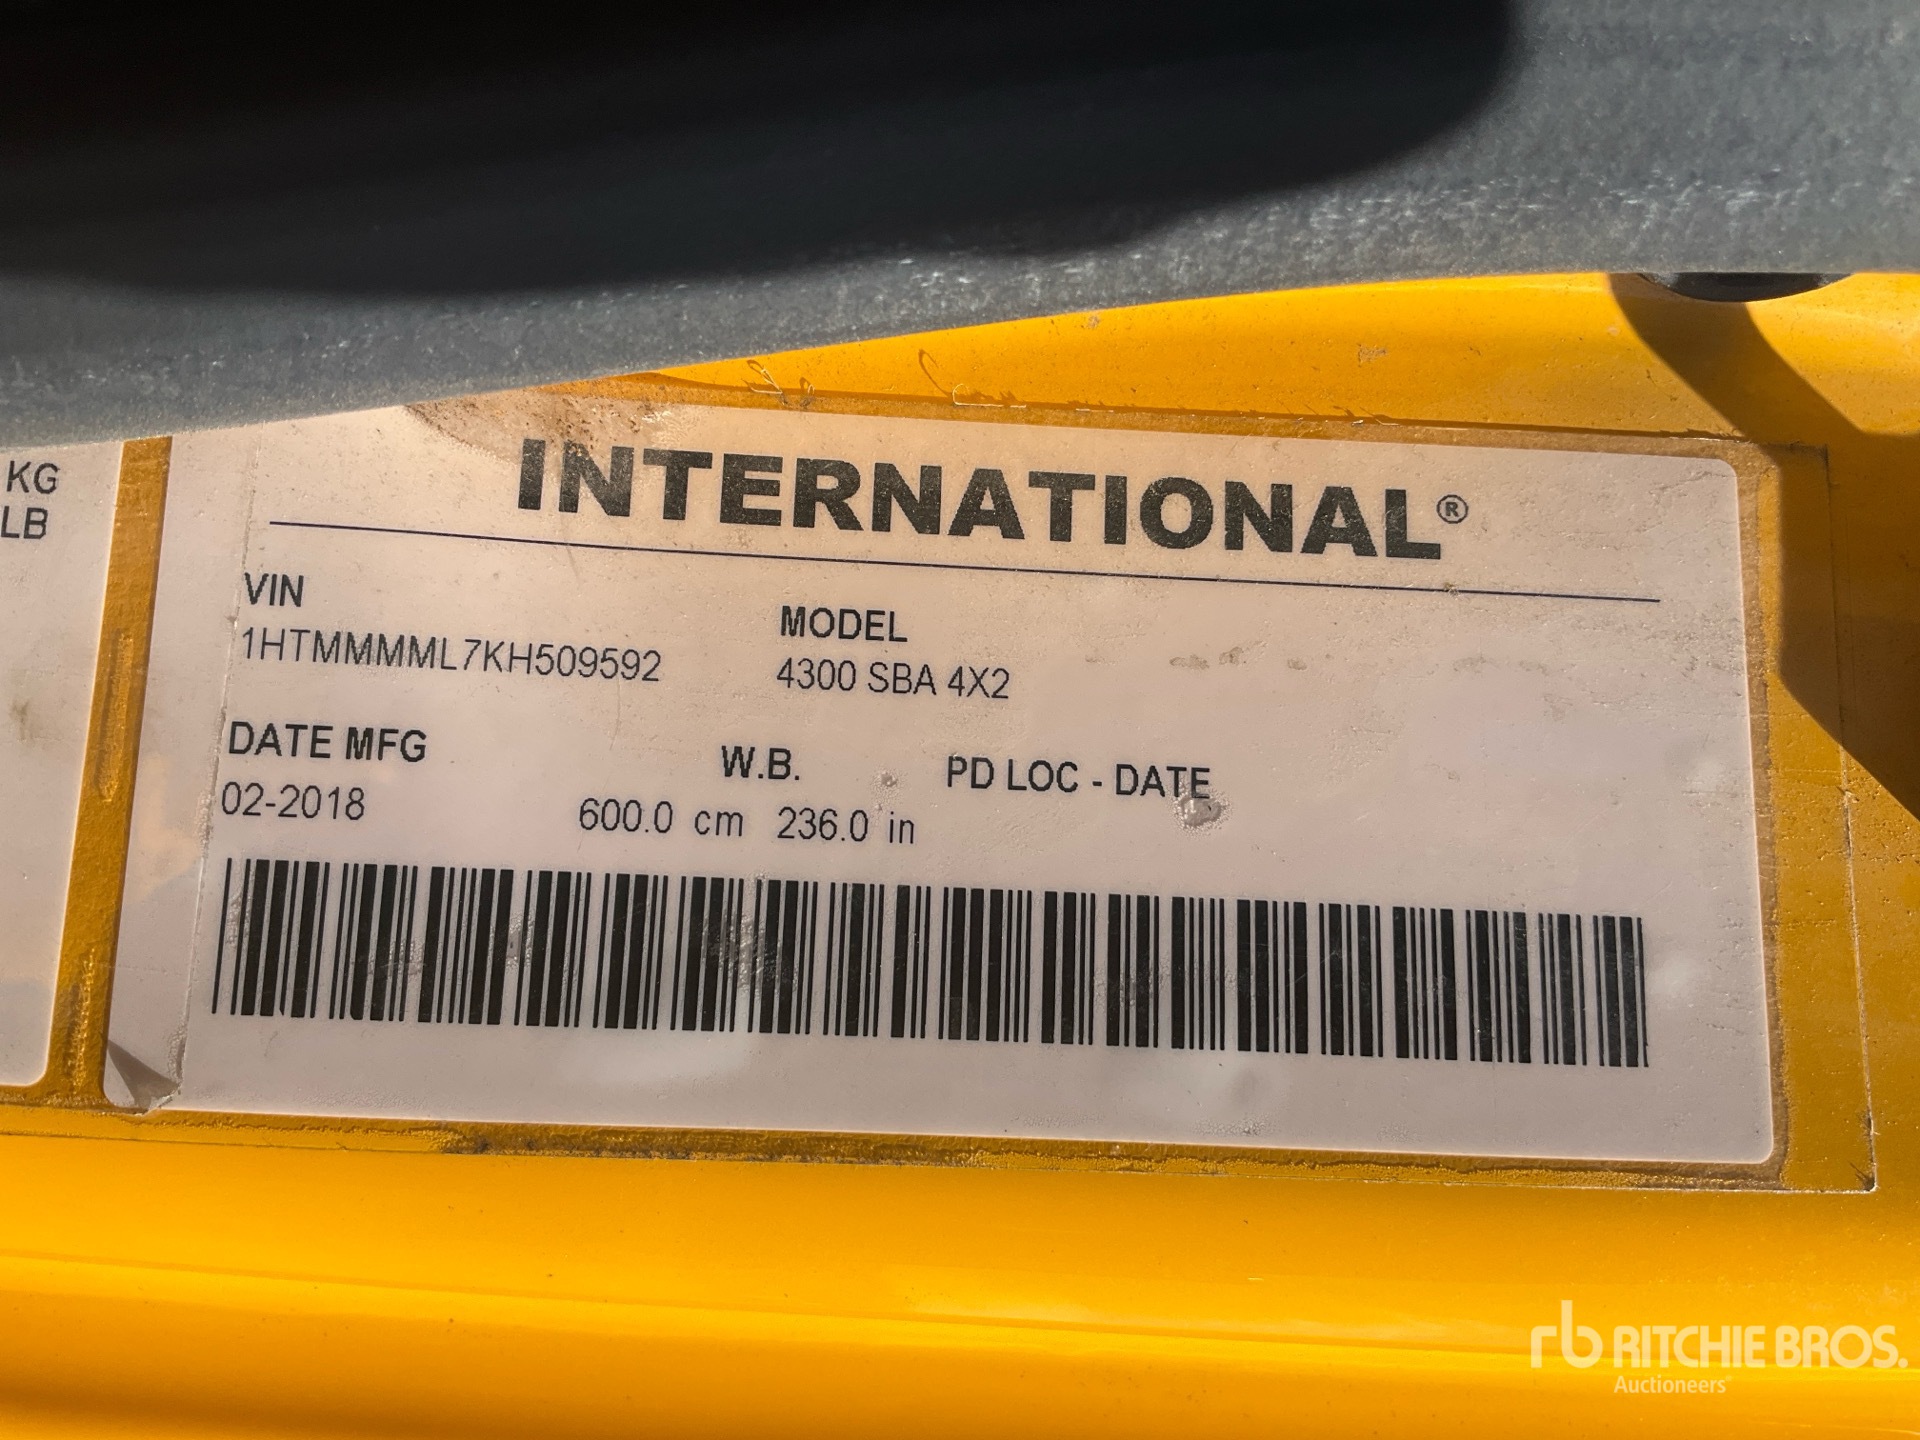 KG
LB
INTERNATIONAL®
VIN
1HTMMMML7KH509592
MODEL
4300 SBA 4X2
DATE MFG
02-2018
W.B.
600.0 cm 236.0 in
PD LOC - DATE
rb RITCHIE BROS.
Auctioneers